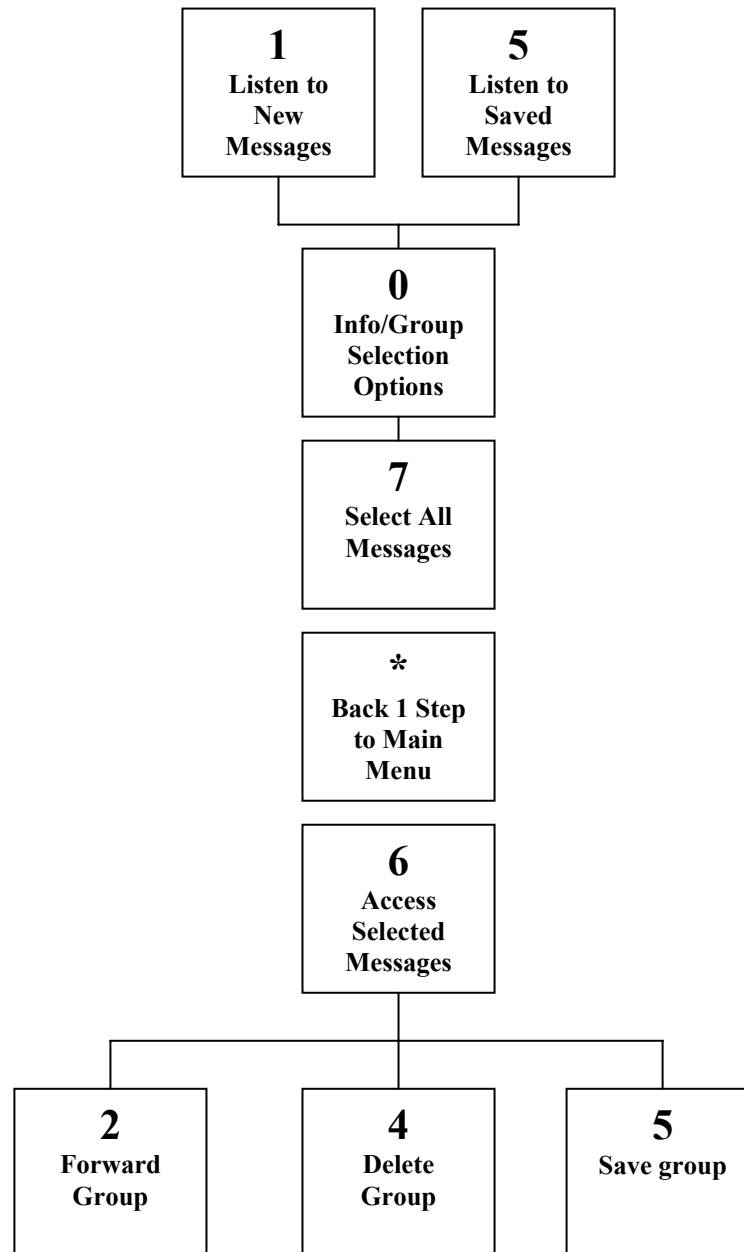 1
Listen to
New
Messages
5
Listen to
Saved
Messages
0
Info/Group
Selection
Options
7
Select All
Messages
*
Back 1 Step
to Main
Menu
6
Access
Selected
Messages
2
Forward
Group
4
Delete
Group
5
Save group